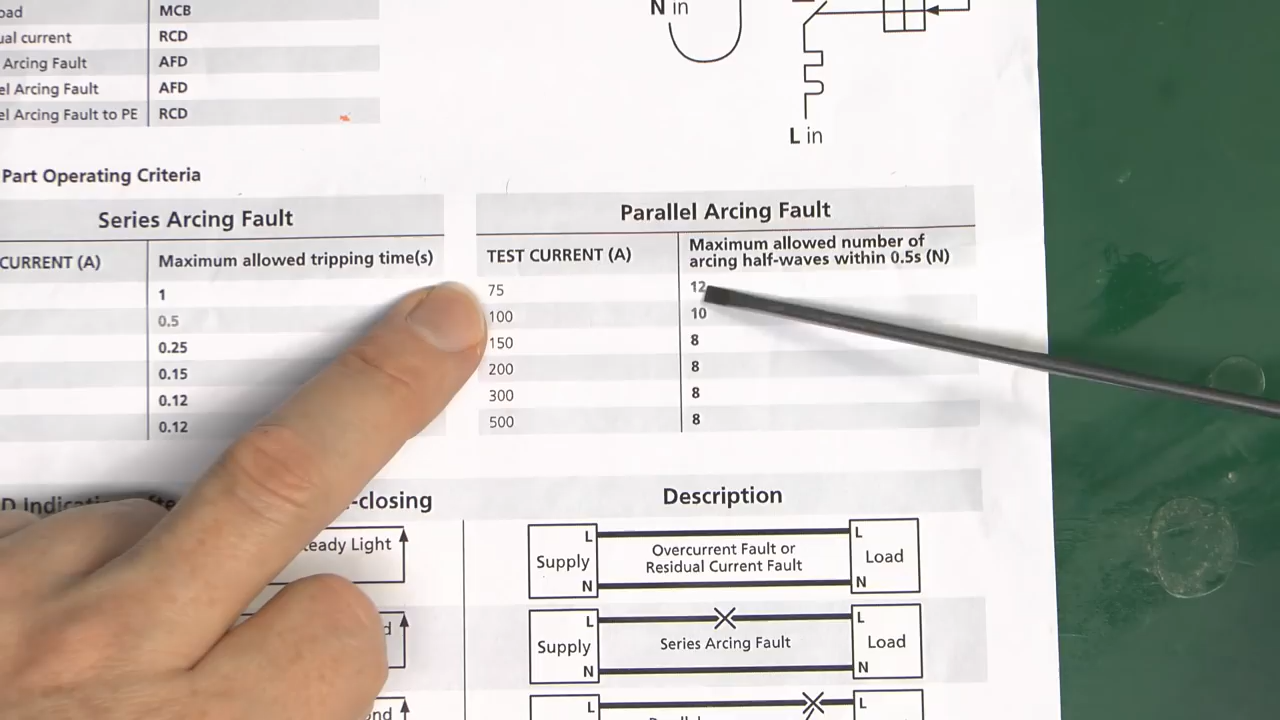 MCB
current RCD
Arcing Fault AFD
Arcing Fault AFD
Arcing Fault to PE RCD
N in
L in
Part Operating Criteria
Series Arcing Fault
CURRENT (A) Maximum allowed tripping time(s)
1
0.5
0.25
0.15
0.12
0.12
Parallel Arcing Fault
TEST CURRENT (A) Maximum allowed number of
arcing half-waves within 0.5s (N)
75 12
100 10
150 8
200 8
300 8
500 8
-closing Description
Light
L L
Supply Overcurrent Fault or Load
Residual Current Fault
N N
L L
Supply Series Arcing Fault Load
N N
L L